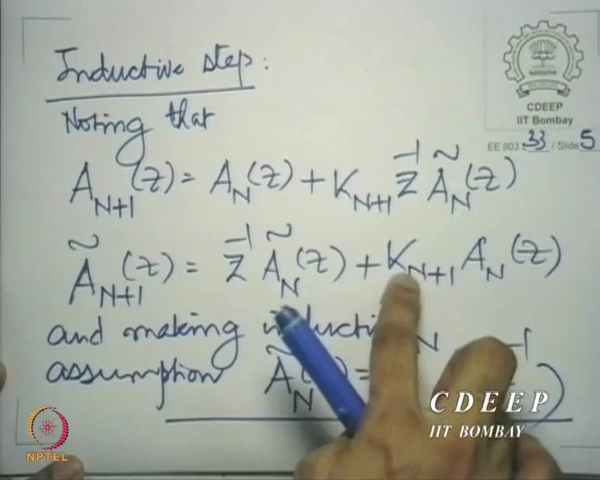 Inductive step:
CDEEP
IIT Bombay
EE 603 33 / Slide 5
Noting that
A_{N+1}(z) = A_N(z) + K_{N+1} z^{-1} Ã_N(z)
Ã_{N+1}(z) = z^{-1} Ã_N(z) + K_{N+1} A_N(z)
and making
assumption Ã_N(
CDEEP
IIT BOMBAY
NPTEL